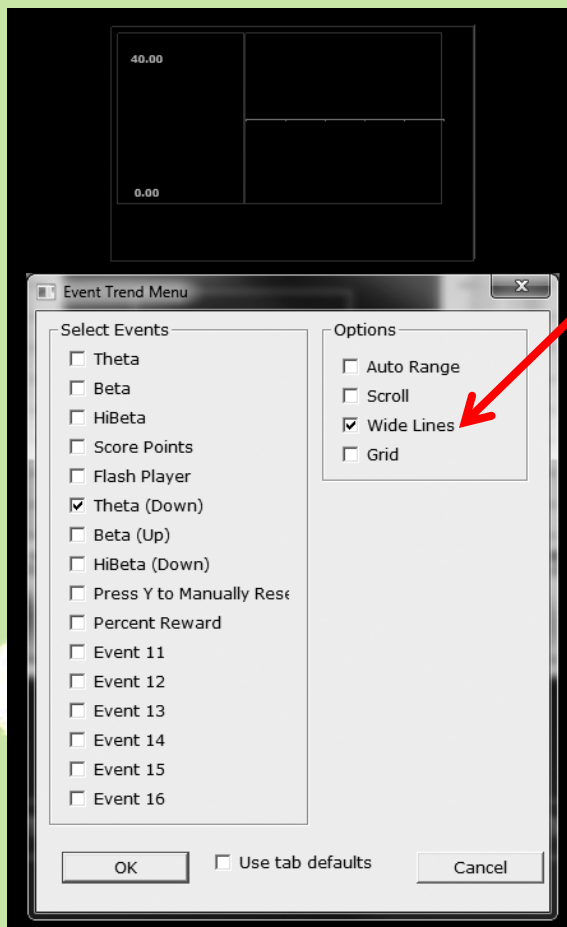 40.00
0.00
Event Trend Menu
x
Select Events
Theta
Beta
HiBeta
Score Points
Flash Player
Theta (Down)
Beta (Up)
HiBeta (Down)
Press Y to Manually Rese
Percent Reward
Event 11
Event 12
Event 13
Event 14
Event 15
Event 16
Options
Auto Range
Scroll
Wide Lines
Grid
OK
Use tab defaults
Cancel